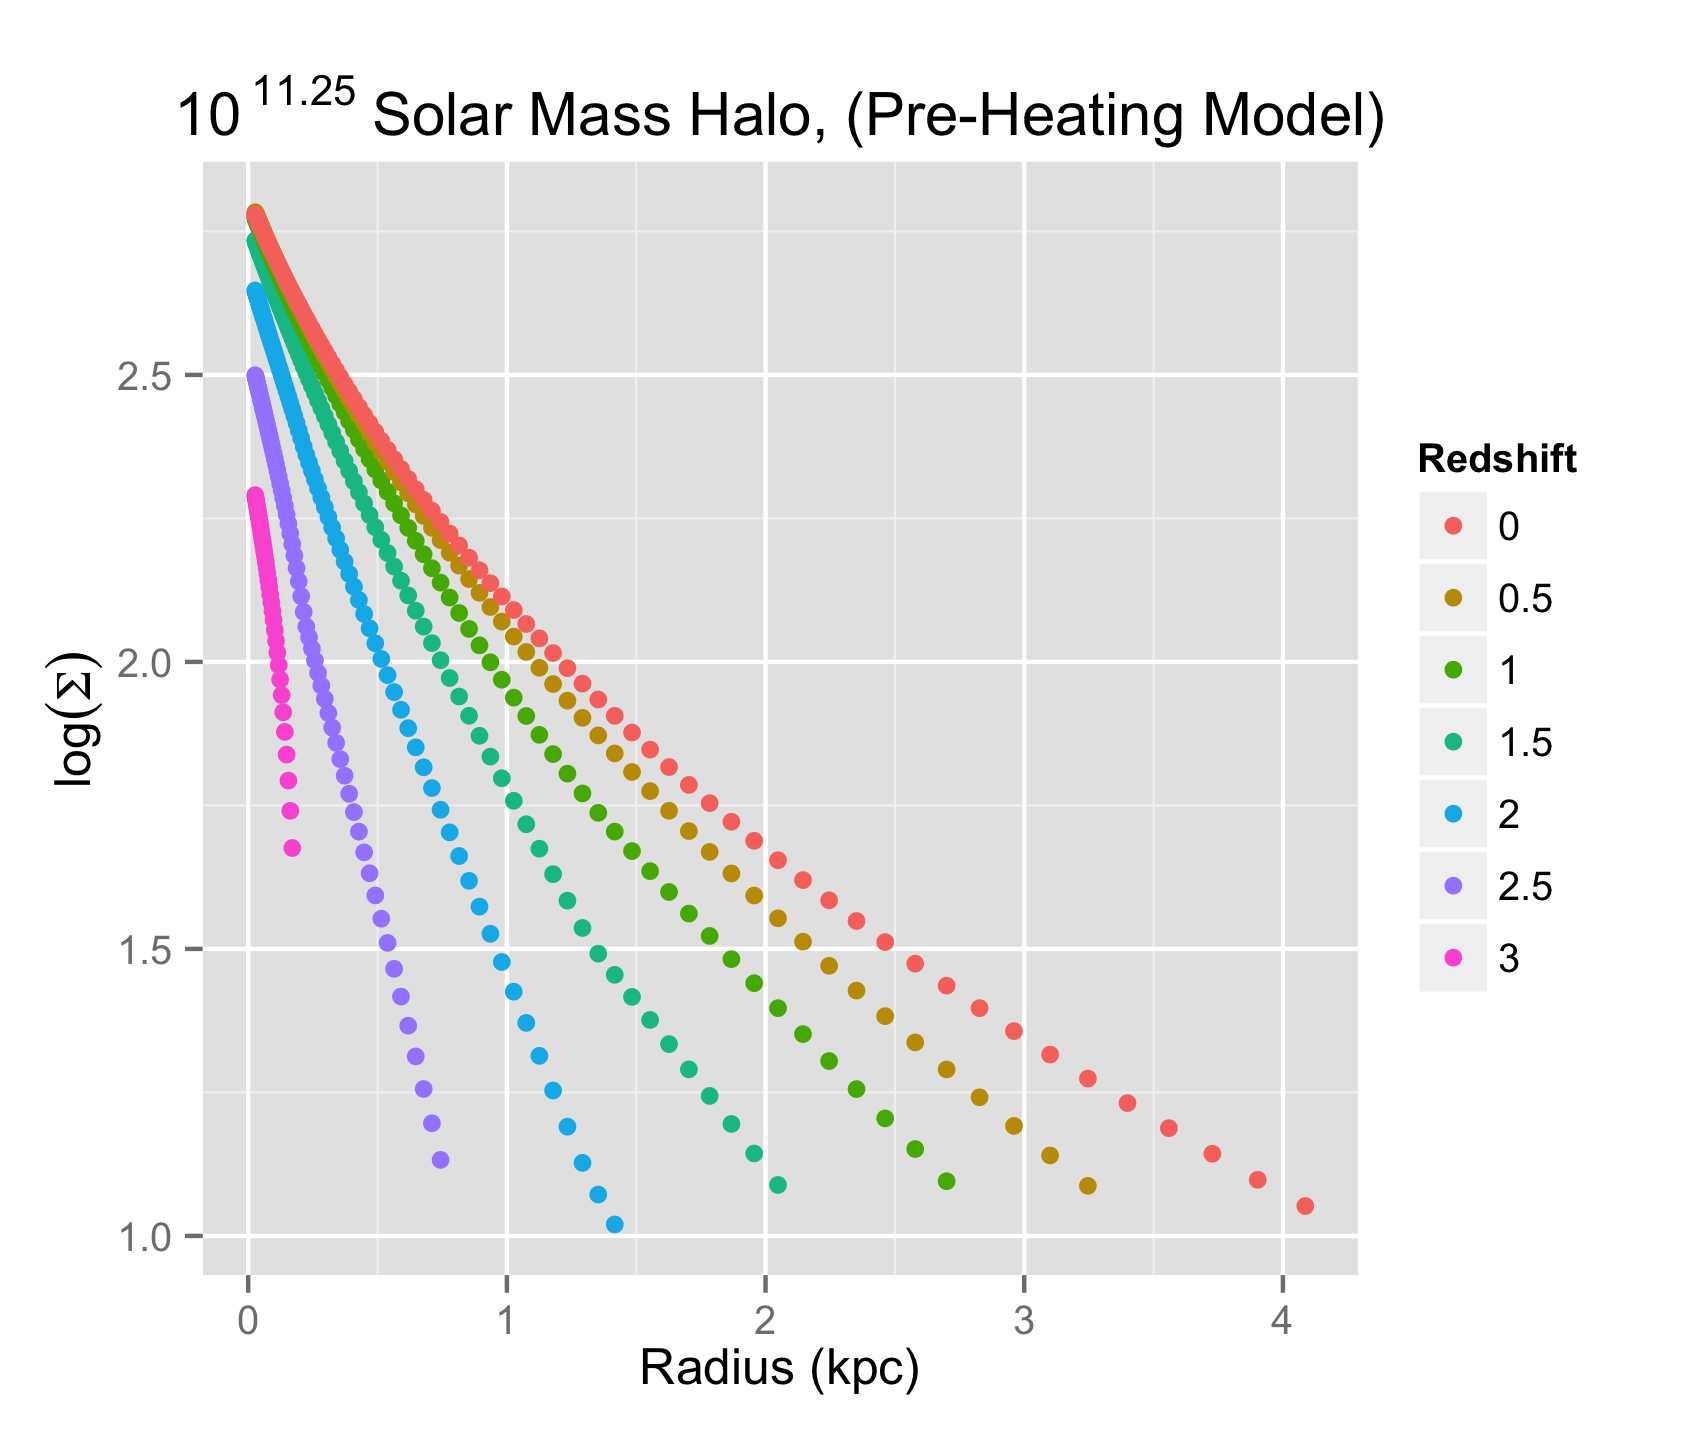 10 11.25 Solar Mass Halo, (Pre-Heating Model)
log(Σ)
2.5
2.0
1.5
1.0
0 1 2 3 4
Radius (kpc)
Redshift
0
0.5
1
1.5
2
2.5
3